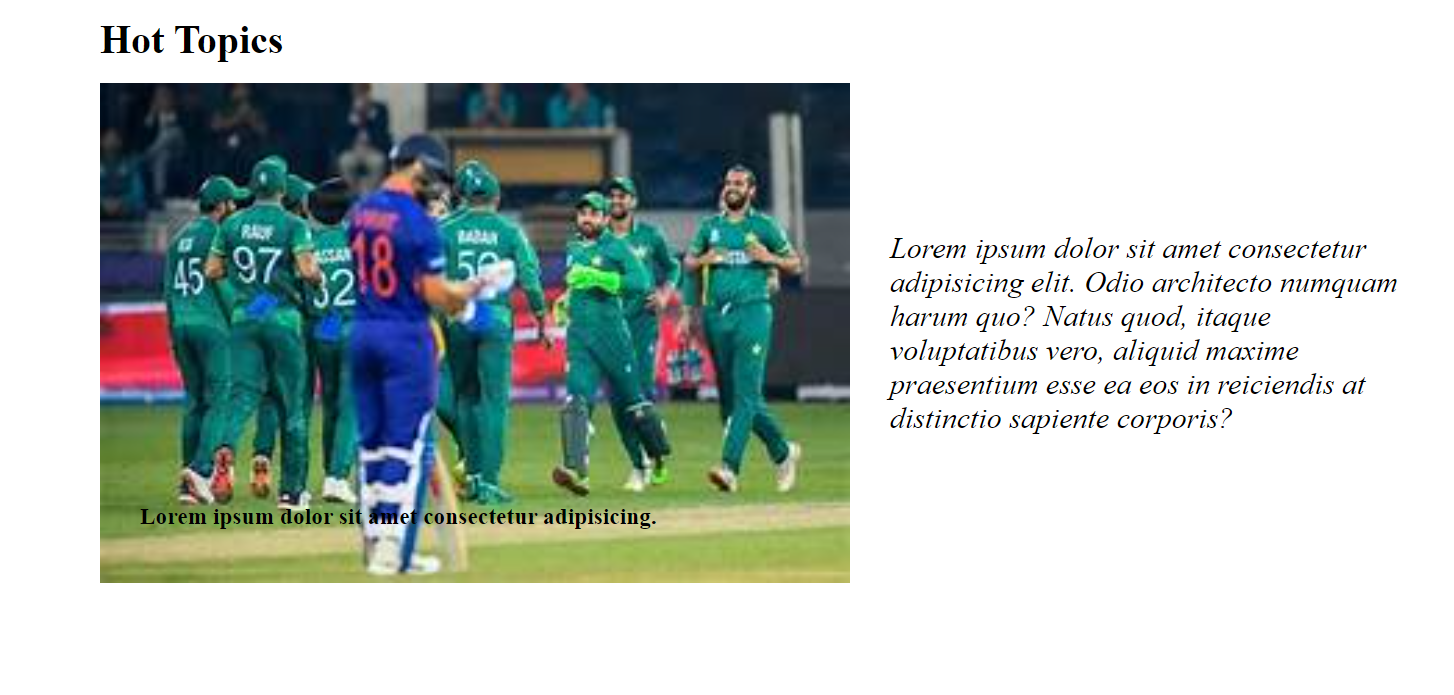 Hot Topics
RAUF
97
45
32
18
BABAR
Lorem ipsum dolor sit amet consectetur adipisicing.
Lorem ipsum dolor sit amet consectetur
adipisicing elit. Odio architecto numquam
harum quo? Natus quod, itaque
voluptatibus vero, aliquid maxime
praesentium esse ea eos in reiciendis at
distinctio sapiente corporis?